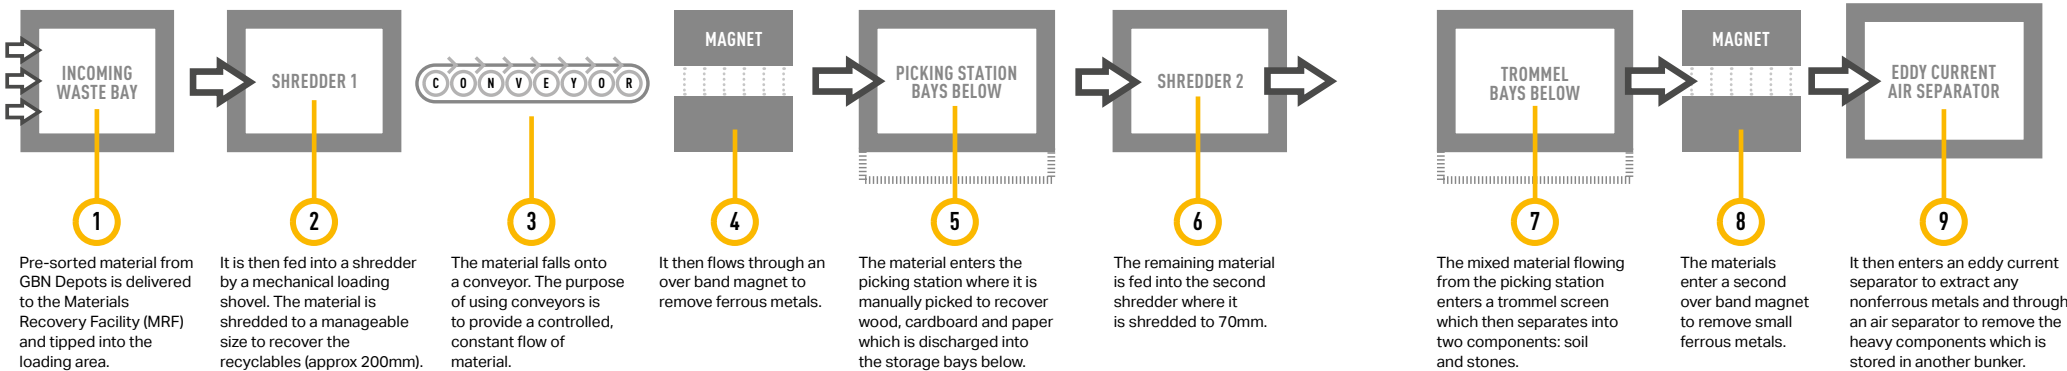 INCOMING
WASTE BAY
SHREDDER 1
CONVEYOR
MAGNET
PICKING STATION
BAYS BELOW
SHREDDER 2
TROMMEL
BAYS BELOW
MAGNET
EDDY CURRENT
AIR SEPARATOR
1
Pre-sorted material from
GBN Depots is delivered
to the Materials
Recovery Facility (MRF)
and tipped into the
loading area.
2
It is then fed into a shredder
by a mechanical loading
shovel. The material is
shredded to a manageable
size to recover the
recyclables (approx 200mm).
3
The material falls onto
a conveyor. The purpose
of using conveyors is
to provide a controlled,
constant flow of
material.
4
It then flows through an
over band magnet to
remove ferrous metals.
5
The material enters the
picking station where it is
manually picked to recover
wood, cardboard and paper
which is discharged into
the storage bays below.
6
The remaining material
is fed into the second
shredder where it
is shredded to 70mm.
7
The mixed material flowing
from the picking station
enters a trommel screen
which then separates into
two components: soil
and stones.
8
The materials
enter a second
over band magnet
to remove small
ferrous metals.
9
It then enters an eddy current
separator to extract any
nonferrous metals and through
an air separator to remove the
heavy components which is
stored in another bunker.